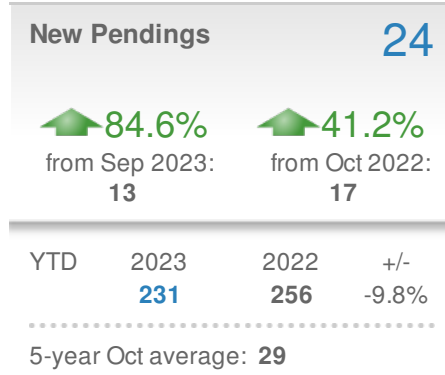 New Pendings 24
84.6% 41.2%
from Sep 2023: from Oct 2022:
13 17
YTD 2023 2022 +/-
231 256 -9.8%
5-year Oct average: 29